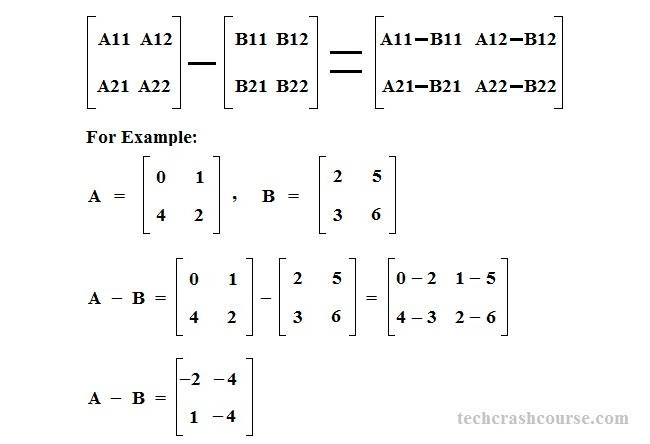 A11 A12 B11 B12 A11−B11 A12−B12
− =
A21 A22 B21 B22 A21−B21 A22−B22
For Example:
0 1 2 5
A = , B =
4 2 3 6
0 1 2 5 0 − 2 1 − 5
A − B = − =
4 2 3 6 4 − 3 2 − 6
−2 −4
A − B =
1 −4
techcrashcourse.com